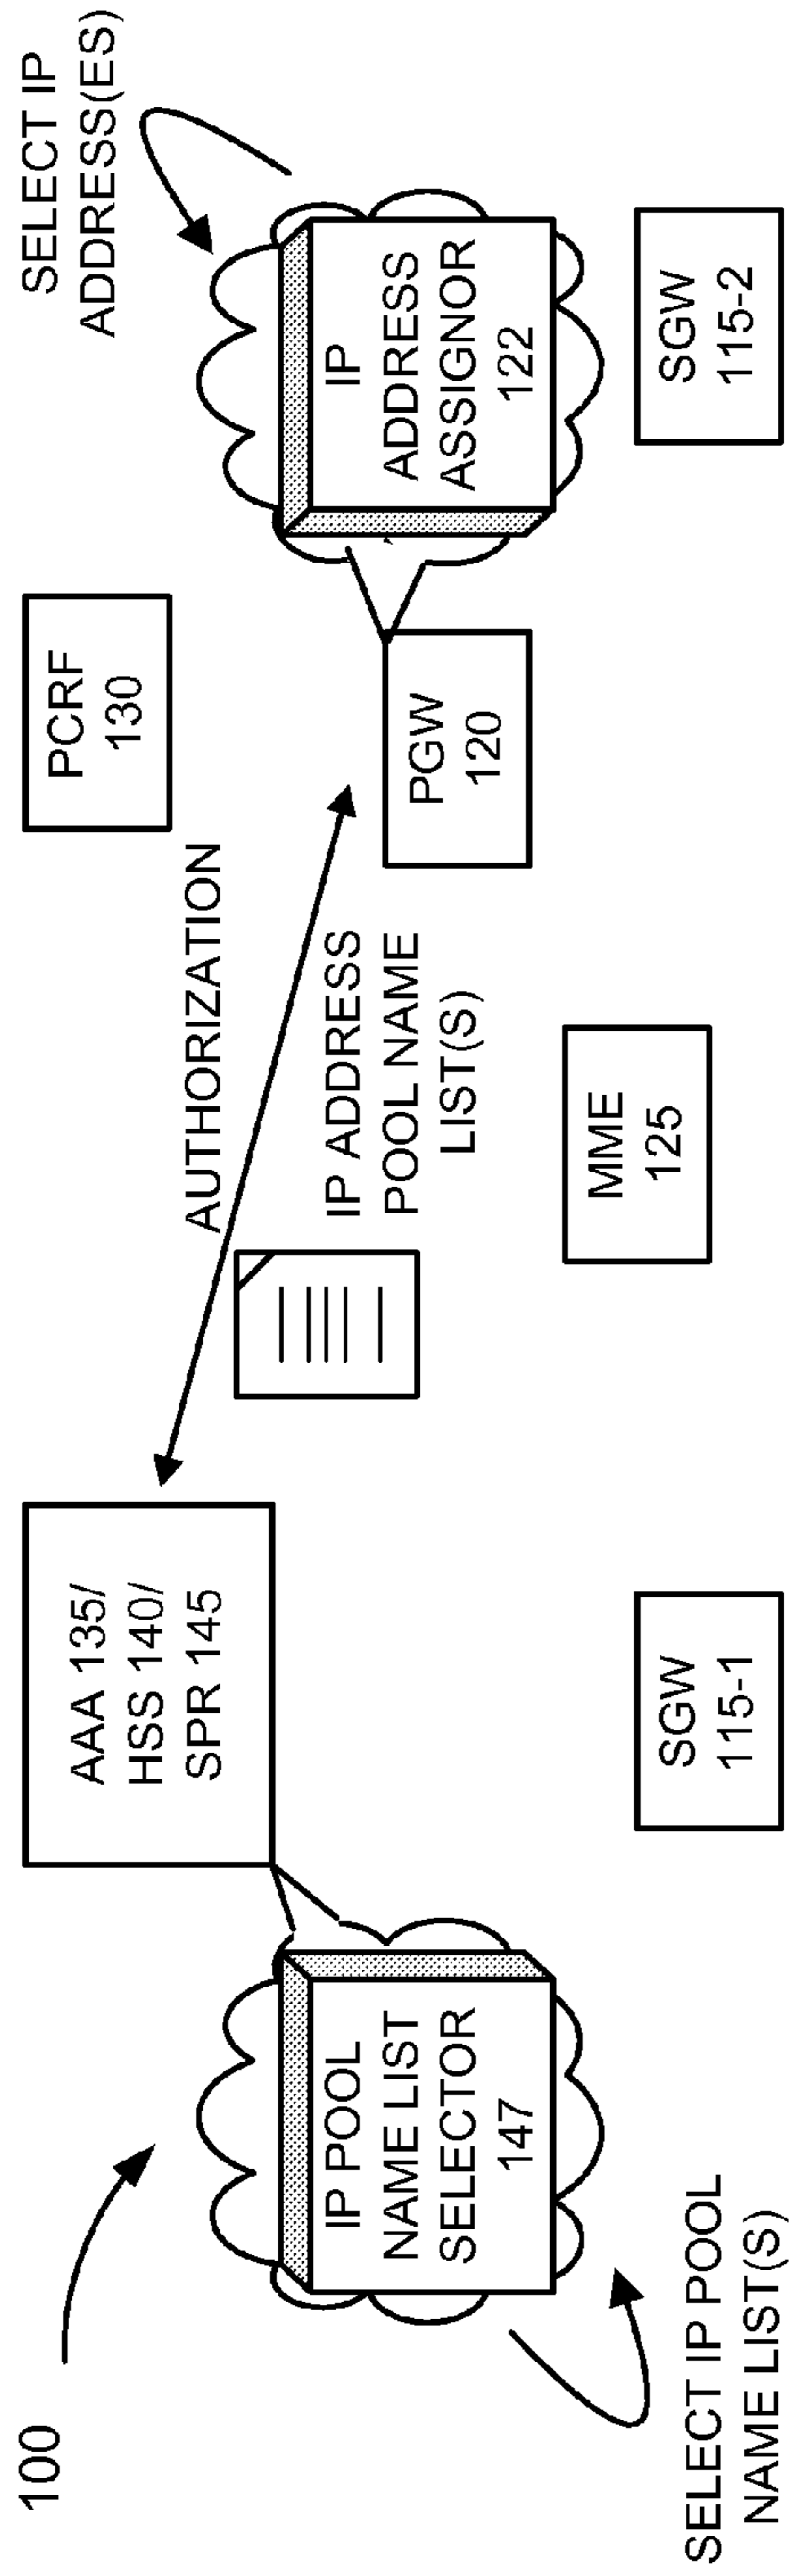 100
SELECT IP POOL
NAME LIST(S)
IP POOL
NAME LIST
SELECTOR
147
AAA 135/
HSS 140/
SPR 145
SGW
115-1
AUTHORIZATION
IP ADDRESS
POOL NAME
LIST(S)
MME
125
PCRF
130
PGW
120
SELECT IP
ADDRESS(ES)
IP
ADDRESS
ASSIGNOR
122
SGW
115-2